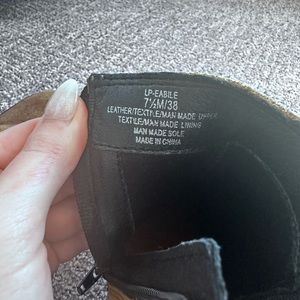 LP-EABILE
7½M/38
LEATHER/TEXTILE/MAN MADE UPPER
TEXTILE/MAN MADE LINING
MAN MADE SOLE
MADE IN CHINA